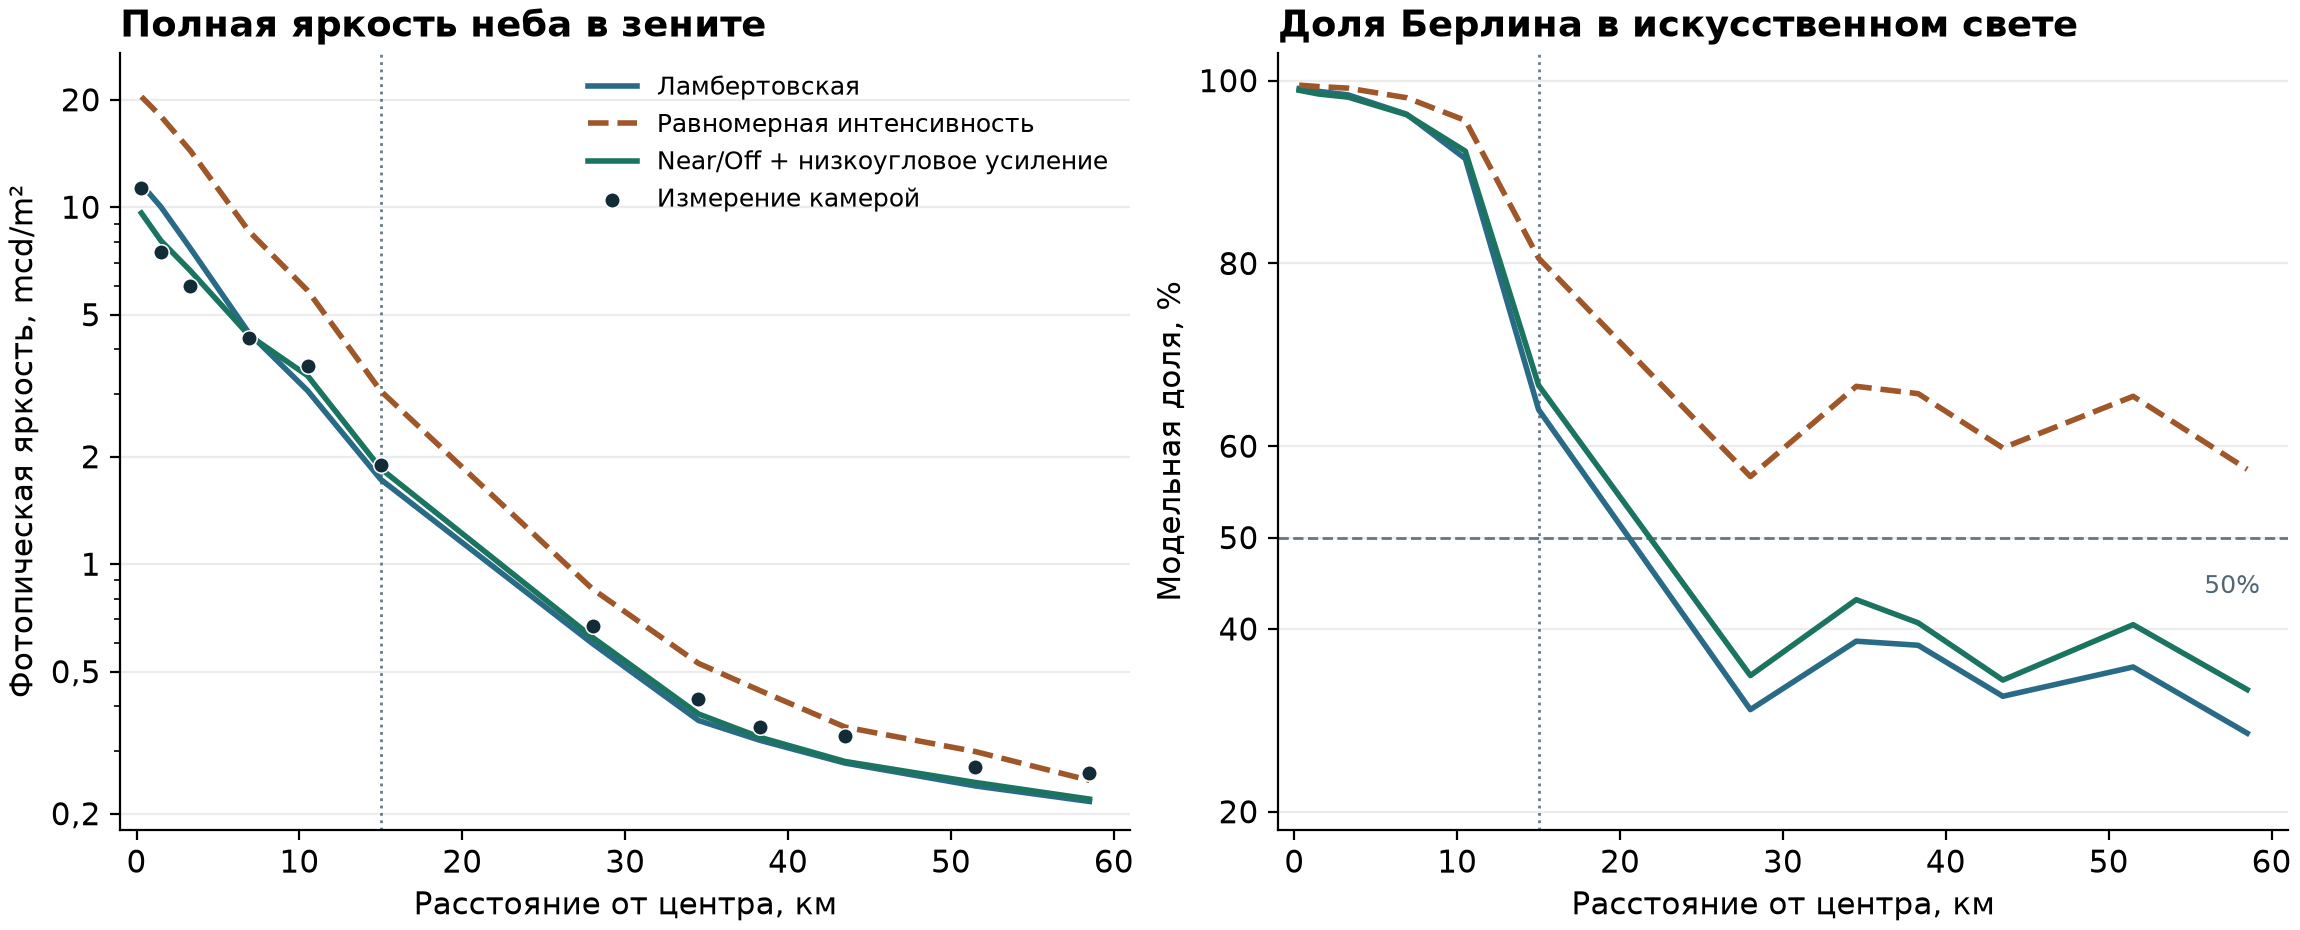 Полная яркость неба в зените
Фотопическая яркость, mcd/m²
20
10
5
2
1
0,5
0,2
Ламбертовская
Равномерная интенсивность
Near/Off + низкоугловое усиление
Измерение камерой
0 10 20 30 40 50 60
Расстояние от центра, км
Доля Берлина в искусственном свете
Модельная доля, %
100
80
60
50
40
20
50%
0 10 20 30 40 50 60
Расстояние от центра, км